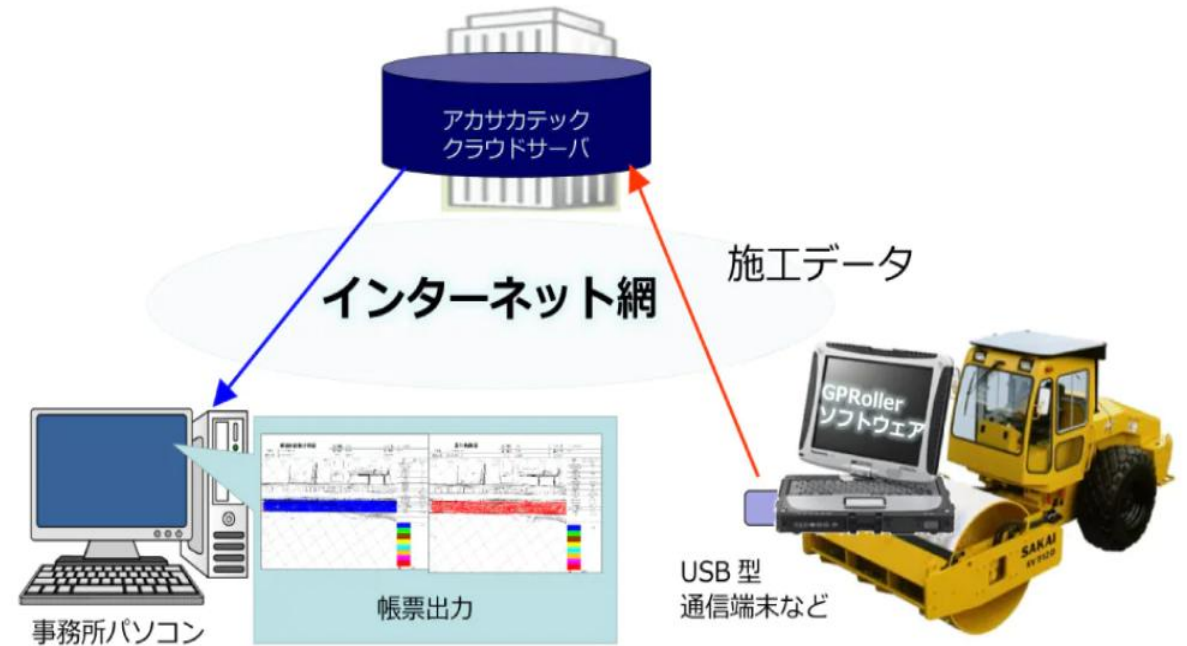 アカサカテック
クラウドサーバ
施工データ
インターネット網
GPRoller
ソフトウェア
SAKAI
USB 型
通信端末など
帳票出力
事務所パソコン